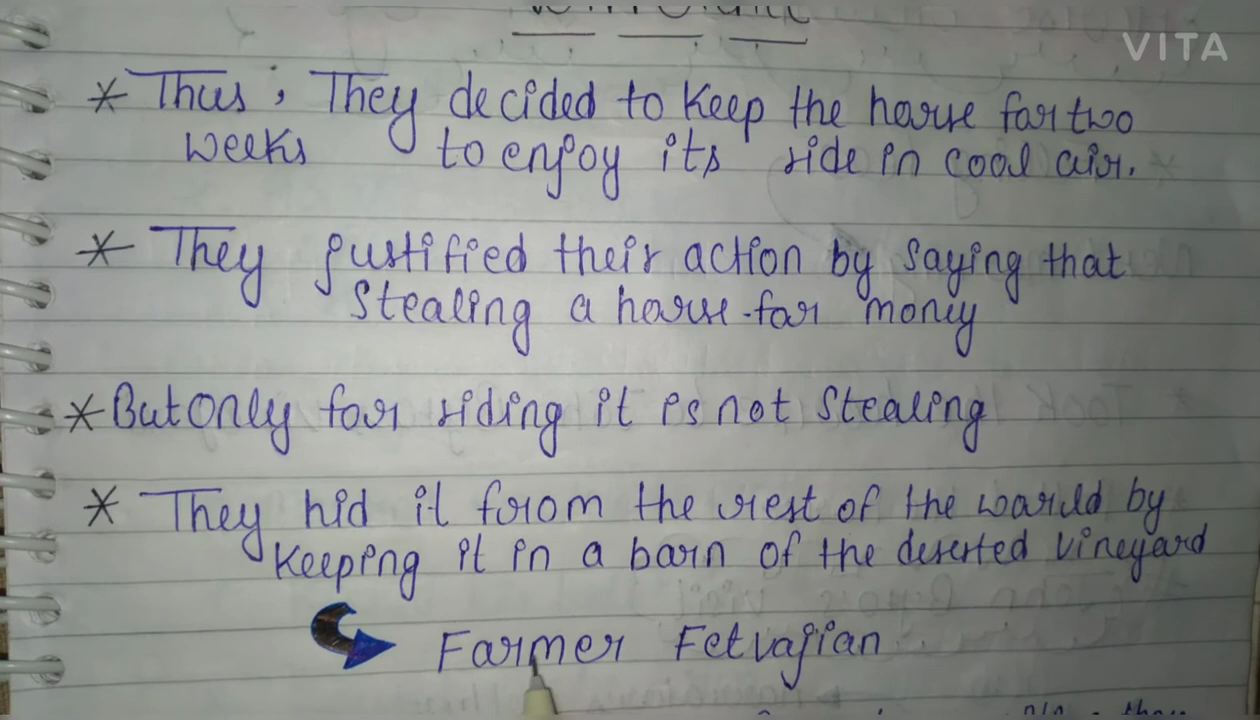 VITA
* Thus, They decided to keep the horse for two
weeks to enjoy its ride in cool air.
* They justified their action by saying that
stealing a horse for money
* But only for riding it is not stealing
* They hid it from the rest of the world by
keeping it in a barn of the deserted vineyard
Farmer Fetvajian